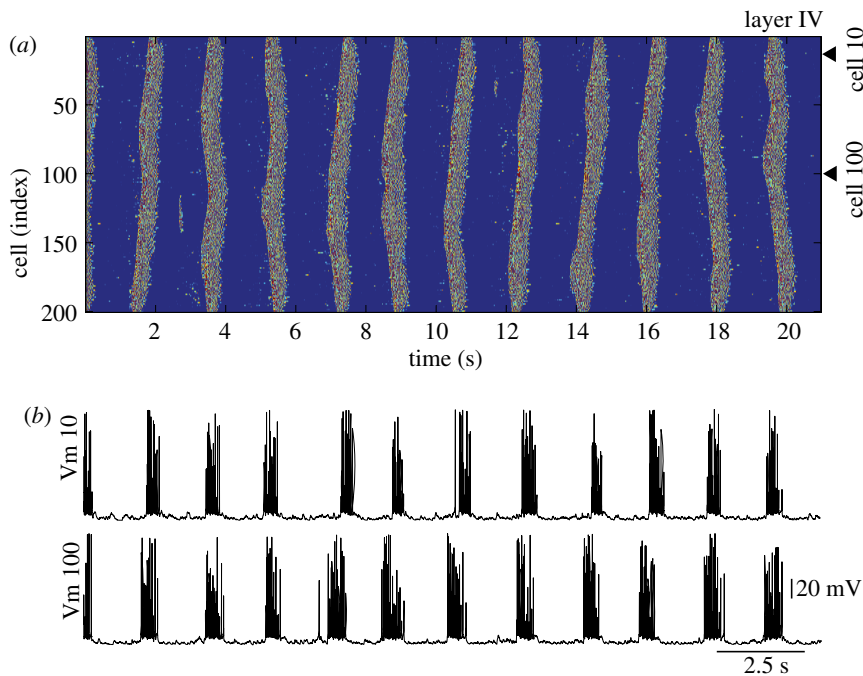 layer IV
(a)
cell 10
cell 100
50
100
150
200
cell (index)
2 4 6 8 10 12 14 16 18 20
time (s)
(b)
Vm 10
Vm 100
20 mV
2.5 s